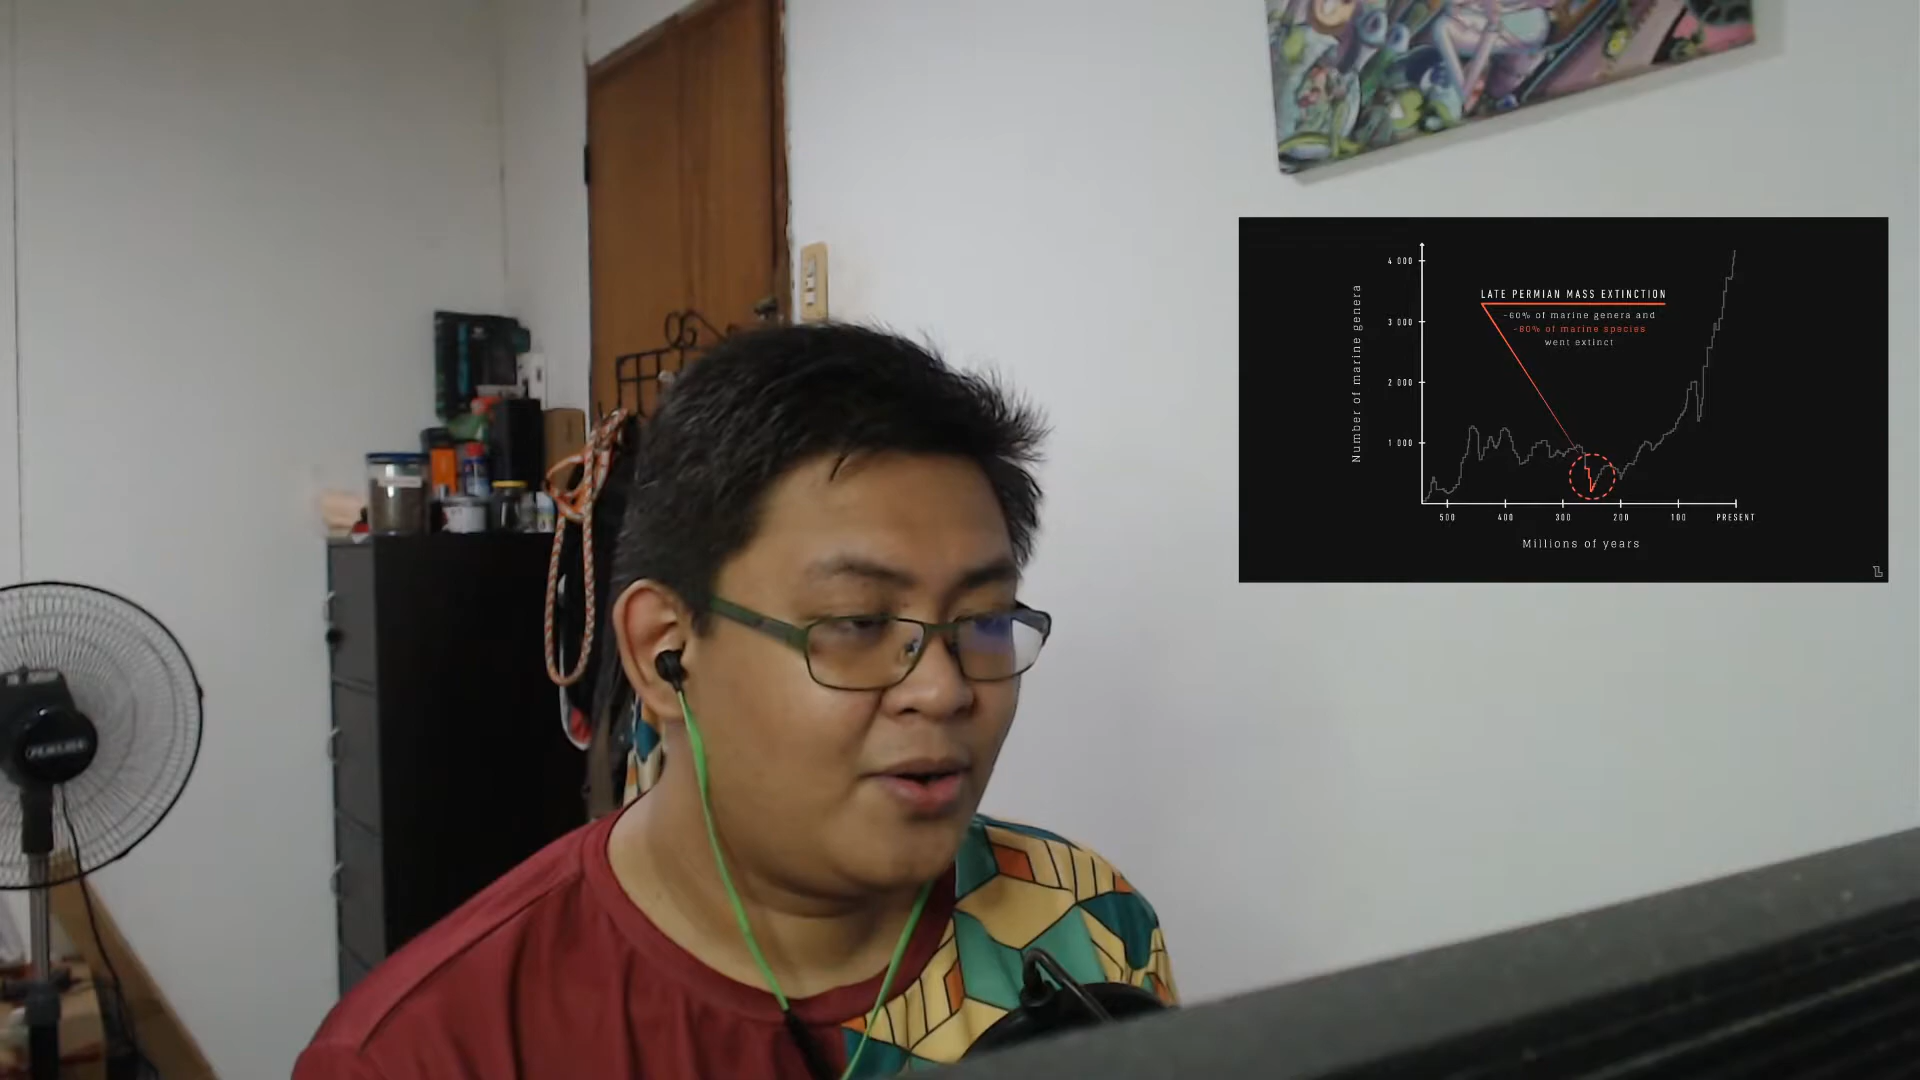 4 000
LATE PERMIAN MASS EXTINCTION
~60% of marine genera and
3 000
~80% of marine species
went extinct
Number of marine genera
2 000
1 000
500 400 300 200 100 PRESENT
Millions of years